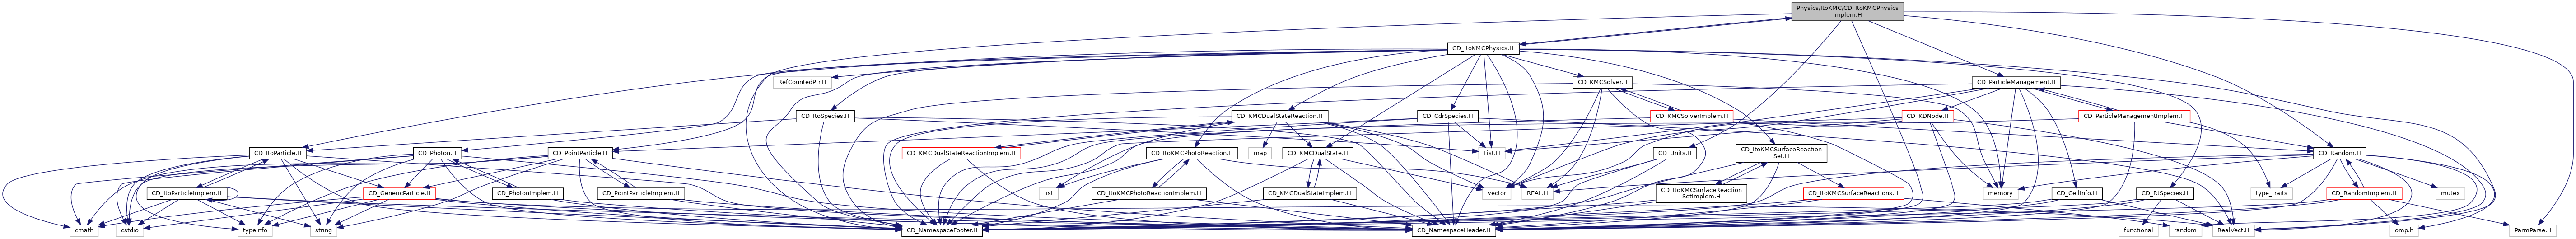 Physics/ItoKMC/CD_ItoKMCPhysics
Implem.H
CD_ItoKMCPhysics.H
RefCountedPtr.H
CD_KMCSolver.H
CD_ParticleManagement.H
CD_ItoSpecies.H
CD_KMCDualStateReaction.H
CD_CdrSpecies.H
CD_KMCSolverImplem.H
CD_KDNode.H
CD_ParticleManagementImplem.H
CD_ItoParticle.H
CD_Photon.H
CD_PointParticle.H
CD_KMCDualStateReactionImplem.H
CD_ItoKMCPhotoReaction.H
map
CD_KMCDualState.H
List.H
CD_Units.H
CD_ItoKMCSurfaceReaction
Set.H
CD_Random.H
CD_ItoParticleImplem.H
CD_GenericParticle.H
CD_PhotonImplem.H
CD_PointParticleImplem.H
list
CD_ItoKMCPhotoReactionImplem.H
CD_KMCDualStateImplem.H
vector
REAL.H
CD_ItoKMCSurfaceReaction
SetImplem.H
CD_ItoKMCSurfaceReactions.H
memory
CD_CellInfo.H
CD_RtSpecies.H
type_traits
CD_RandomImplem.H
mutex
cmath
cstdio
typeinfo
string
CD_NamespaceFooter.H
CD_NamespaceHeader.H
functional
random
RealVect.H
omp.h
ParmParse.H